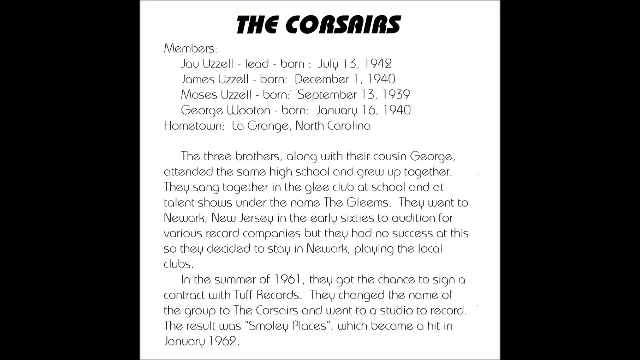 THE CORSAIRS
Members:
Jay Uzzell - lead - born : July 13, 1942
James Uzzell - born: December 1, 1940
Moses Uzzell - born: September 13, 1939
George Wooton - born: January 16, 1940
Hometown: La Grange, North Carolina
The three brothers, along with their cousin George,
attended the same high school and grew up together.
They sang together in the glee club at school and at
talent shows under the name The Gleems. They went to
Newark, New Jersey in the early sixties to audition for
various record companies but they had no success at this
so they decided to stay in Newark, playing the local
clubs.
In the summer of 1961, they got the chance to sign a
contract with Tuff Records. They changed the name of
the group to The Corsairs and went to a studio to record.
The result was "Smoley Places", which became a hit in
January 1962.